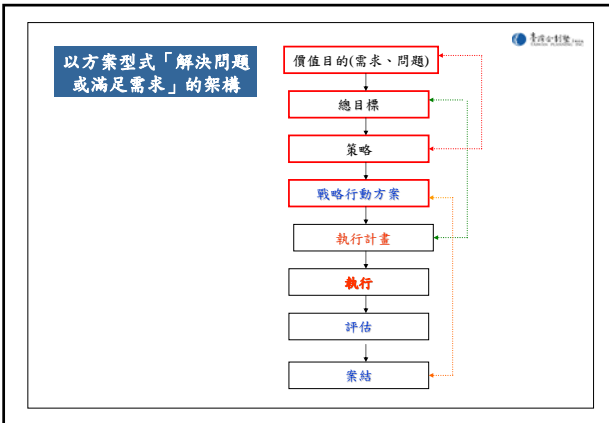 以方案型式「解決問題
或滿足需求」的架構
價值目的(需求、問題)
總目標
策略
戰略行動方案
執行計畫
執行
評估
案結